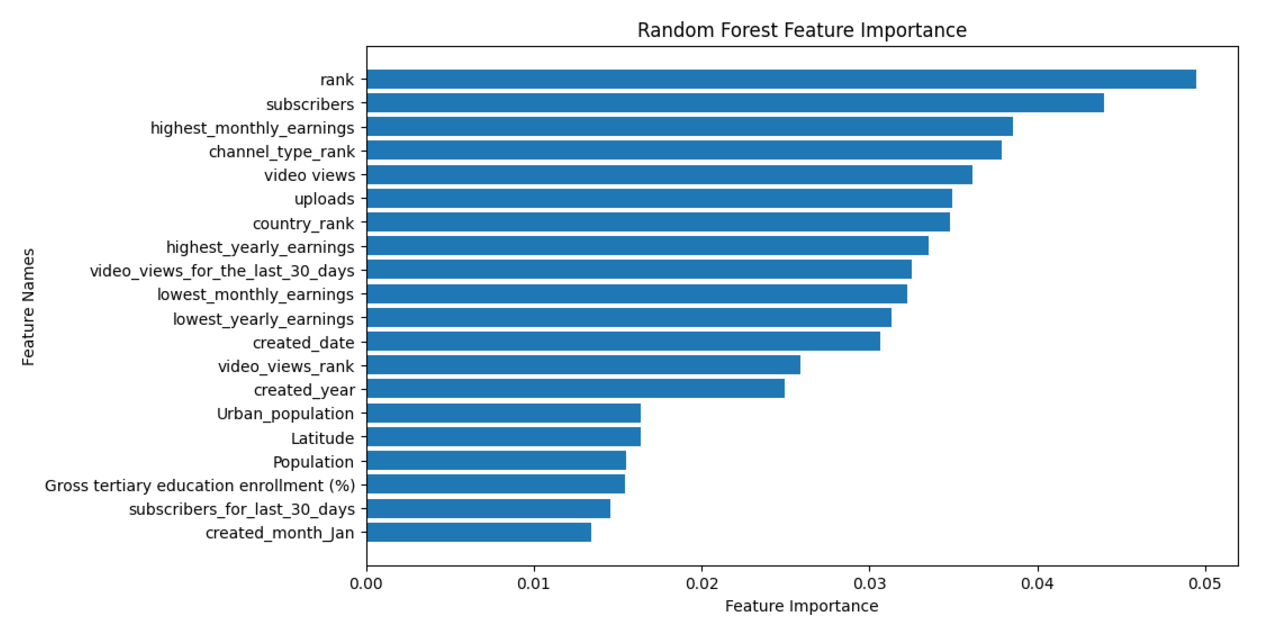 Random Forest Feature Importance
rank
subscribers
highest_monthly_earnings
channel_type_rank
video views
uploads
country_rank
highest_yearly_earnings
video_views_for_the_last_30_days
lowest_monthly_earnings
lowest_yearly_earnings
created_date
video_views_rank
created_year
Urban_population
Latitude
Population
Gross tertiary education enrollment (%)
subscribers_for_last_30_days
created_month_Jan
Feature Names
0.00 0.01 0.02 0.03 0.04 0.05
Feature Importance